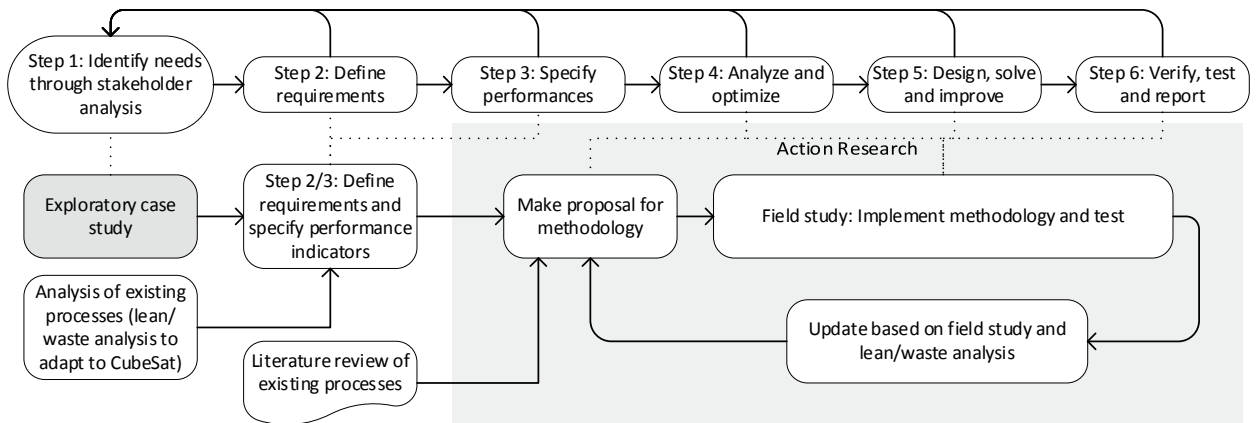 Step 1: Identify needs
through stakeholder
analysis
Step 2: Define
requirements
Step 3: Specify
performances
Step 4: Analyze and
optimize
Step 5: Design, solve
and improve
Step 6: Verify, test
and report
Action Research
Exploratory case
study
Step 2/3: Define
requirements and
specify performance
indicators
Make proposal for
methodology
Field study: Implement methodology and test
Analysis of existing
processes (lean/
waste analysis to
adapt to CubeSat)
Update based on field study and
lean/waste analysis
Literature review of
existing processes